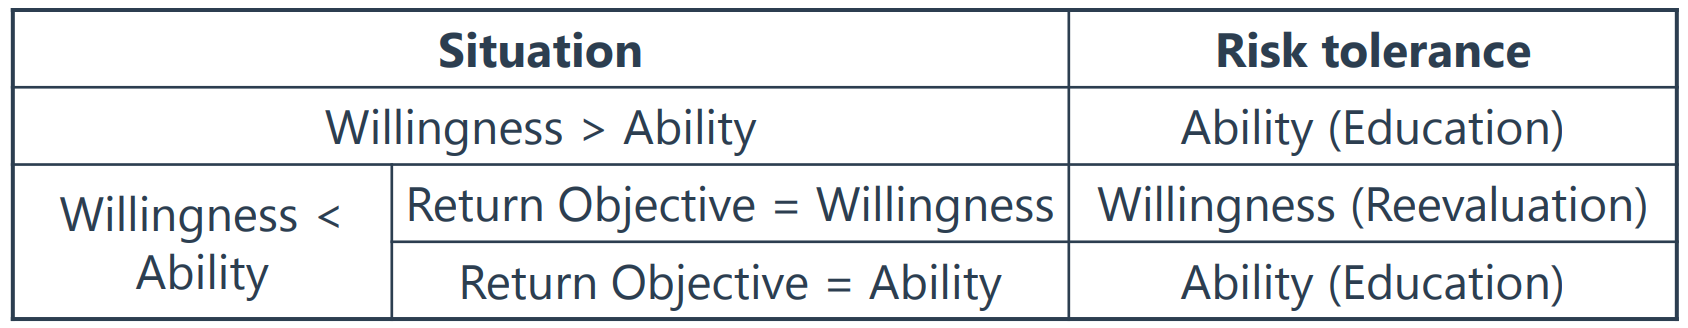 Situation
Risk tolerance
Willingness > Ability
Ability (Education)
Willingness <
Ability
Return Objective = Willingness
Willingness (Reevaluation)
Return Objective = Ability
Ability (Education)